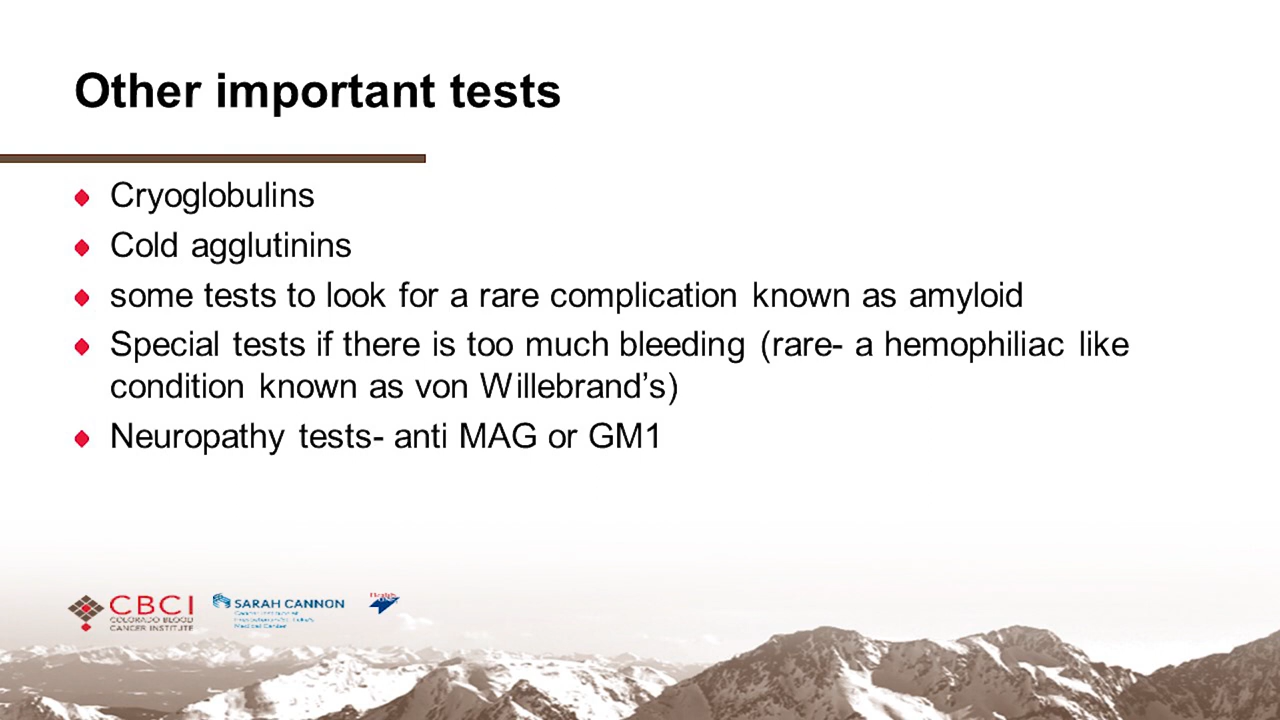 Other important tests
Cryoglobulins
Cold agglutinins
some tests to look for a rare complication known as amyloid
Special tests if there is too much bleeding (rare- a hemophiliac like
condition known as von Willebrand’s)
Neuropathy tests- anti MAG or GM1
CBCI
COLORADO BLOOD
CANCER INSTITUTE
SARAH CANNON
Medical Center